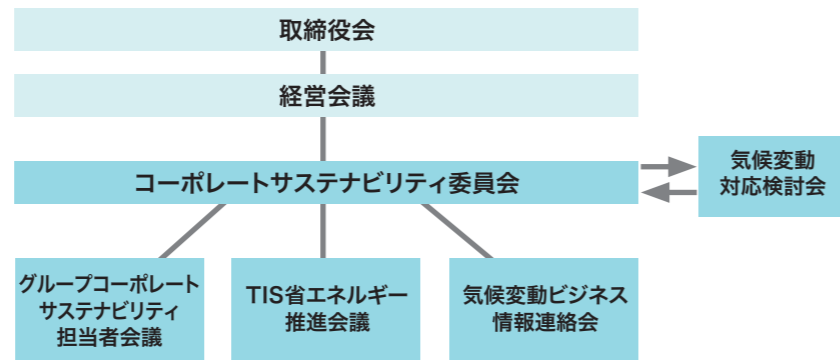 取締役会
経営会議
コーポレートサステナビリティ委員会
気候変動
対応検討会
グループコーポレート
サステナビリティ
担当者会議
TIS省エネルギー
推進会議
気候変動ビジネス
情報連絡会